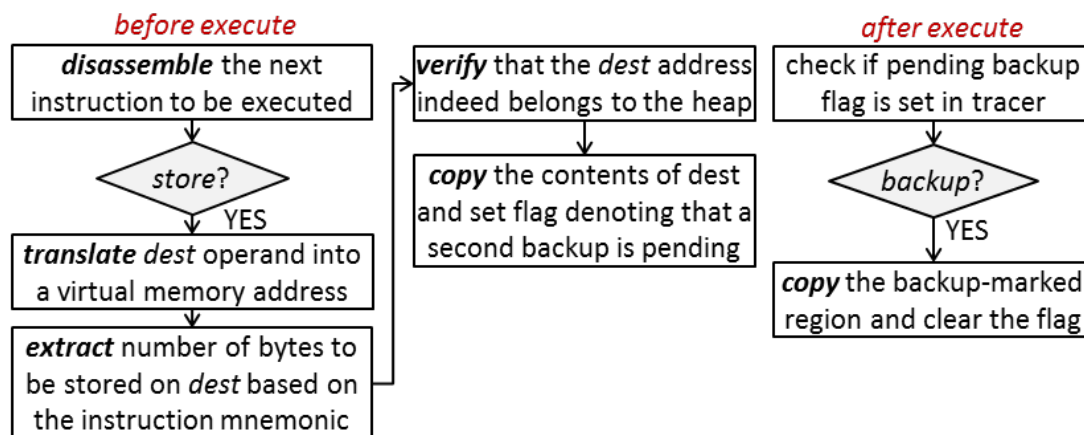 before execute
disassemble the next
instruction to be executed
store?
YES
translate dest operand into
a virtual memory address
extract number of bytes to
be stored on dest based on
the instruction mnemonic
verify that the dest address
indeed belongs to the heap
copy the contents of dest
and set flag denoting that a
second backup is pending
after execute
check if pending backup
flag is set in tracer
backup?
YES
copy the backup-marked
region and clear the flag